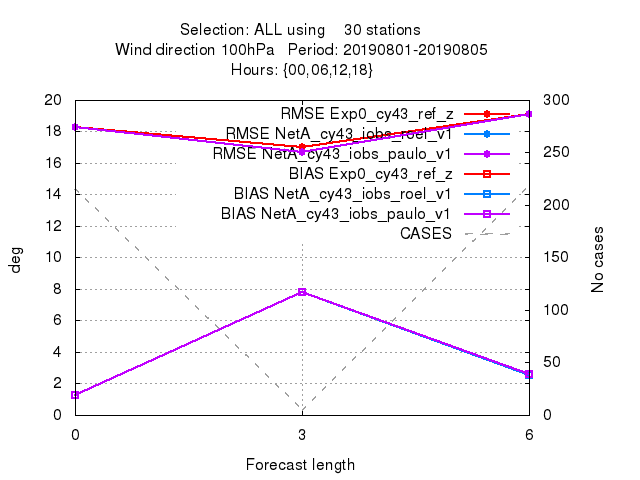 Selection: ALL using 30 stations
Wind direction 100hPa Period: 20190801-20190805
Hours: {00,06,12,18}
RMSE Exp0_cy43_ref_z
RMSE NetA_cy43_iobs_roel_v1
RMSE NetA_cy43_iobs_paulo_v1
BIAS Exp0_cy43_ref_z
BIAS NetA_cy43_iobs_roel_v1
BIAS NetA_cy43_iobs_paulo_v1
CASES
20
18
16
14
12
10
8
6
4
2
0
deg
300
250
200
150
100
50
0
No cases
0 3 6
Forecast length